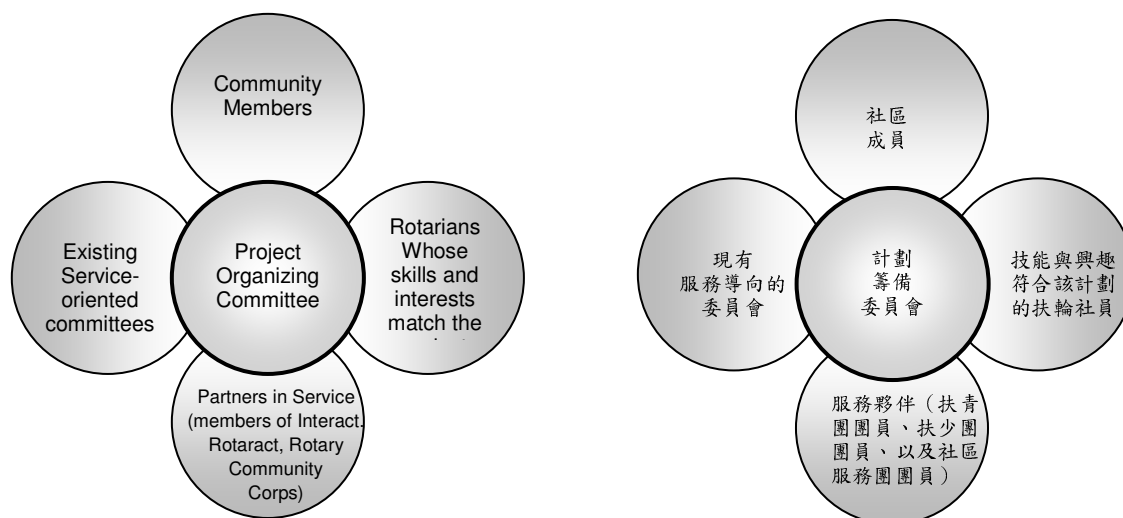 Community
Members
Existing
Service-
oriented
committees
Project
Organizing
Committee
Rotarians
Whose
skills and
interests
match the
Partners in Service
(members of Interact.
Rotaract, Rotary
Community
Corps)
社區
成員
現有
服務導向的
委員會
計劃
籌備
委員會
技能與興趣
符合該計劃
的扶輪社員
服務夥伴（扶青
團團員、扶少團
團員、以及社區
服務團團員）